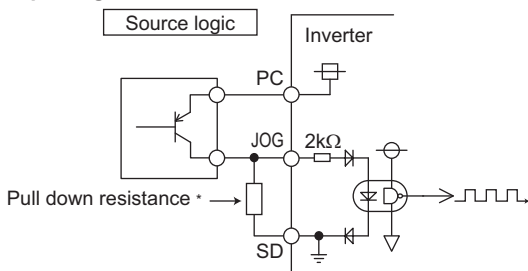 Source logic
Inverter
PC
JOG
2kΩ
Pull down resistance *
SD